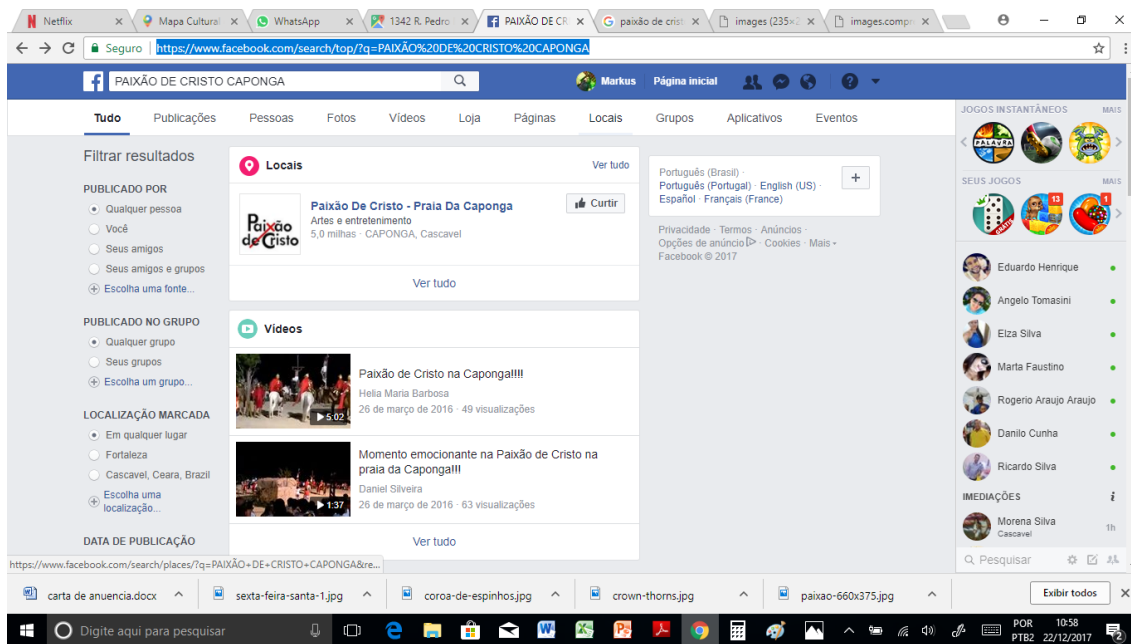 Netflix
Mapa Cultural
WhatsApp
1342 R. Pedro
PAIXÃO DE CR
paixão de crist
images (235×2
images.compr
Seguro
https://www.facebook.com/search/top/?q=PAIXÃO%20DE%20CRISTO%20CAPONGA
PAIXÃO DE CRISTO CAPONGA
Markus
Página inicial
Tudo
Publicações
Pessoas
Fotos
Vídeos
Loja
Páginas
Locais
Grupos
Aplicativos
Eventos
Filtrar resultados
PUBLICADO POR
Qualquer pessoa
Você
Seus amigos
Seus amigos e grupos
Escolha uma fonte...
PUBLICADO NO GRUPO
Qualquer grupo
Seus grupos
Escolha um grupo...
LOCALIZAÇÃO MARCADA
Em qualquer lugar
Fortaleza
Cascavel, Ceara, Brazil
Escolha uma
localização...
DATA DE PUBLICAÇÃO
Locais
Ver tudo
Paixão
de Cristo
Paixão De Cristo - Praia Da Caponga
Artes e entretenimento
5,0 milhas · CAPONGA, Cascavel
Curtir
Ver tudo
Vídeos
5:02
Paixão de Cristo na Caponga!!!!
Helia Maria Barbosa
26 de março de 2016 · 49 visualizações
1:37
Momento emocionante na Paixão de Cristo na
praia da Caponga!!!
Daniel Silveira
26 de março de 2016 · 63 visualizações
Ver tudo
Português (Brasil) ·
Português (Portugal) · English (US) ·
Español · Français (France)
Privacidade · Termos · Anúncios ·
Opções de anúncio · Cookies · Mais
Facebook © 2017
JOGOS INSTANTÂNEOS
MAIS
PALAVRA
SEUS JOGOS
MAIS
GRÁTIS
13
1
Eduardo Henrique
Angelo Tomasini
Elza Silva
Marta Faustino
Rogerio Araujo Araujo
Danilo Cunha
Ricardo Silva
IMEDIAÇÕES
Morena Silva
Cascavel
1h
Pesquisar
https://www.facebook.com/search/places/?q=PAIXÃO+DE+CRISTO+CAPONGA&re...
carta de anuencia.docx
sexta-feira-santa-1.jpg
coroa-de-espinhos.jpg
crown-thorns.jpg
paixao-660x375.jpg
Exibir todos
Digite aqui para pesquisar
POR
PTB2
10:58
22/12/2017
2